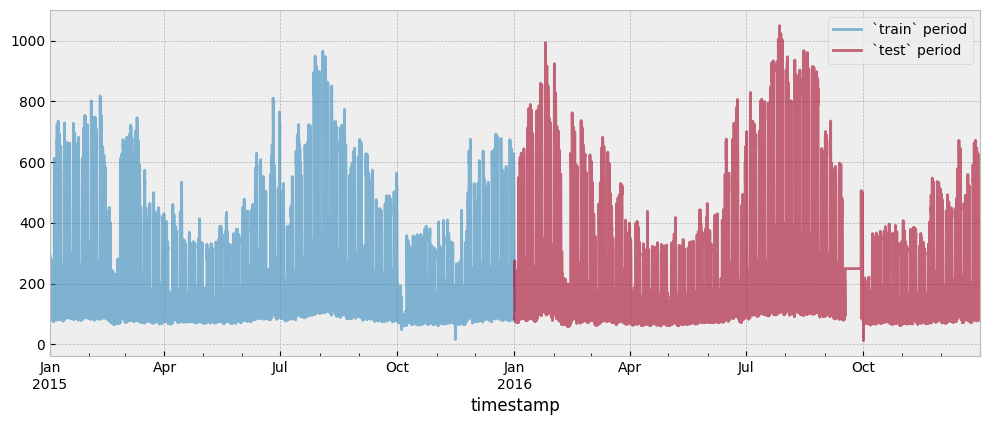 `train` period
`test` period
1000
800
600
400
200
0
Jan Apr Jul Oct Jan Apr Jul Oct
2015 2016
timestamp